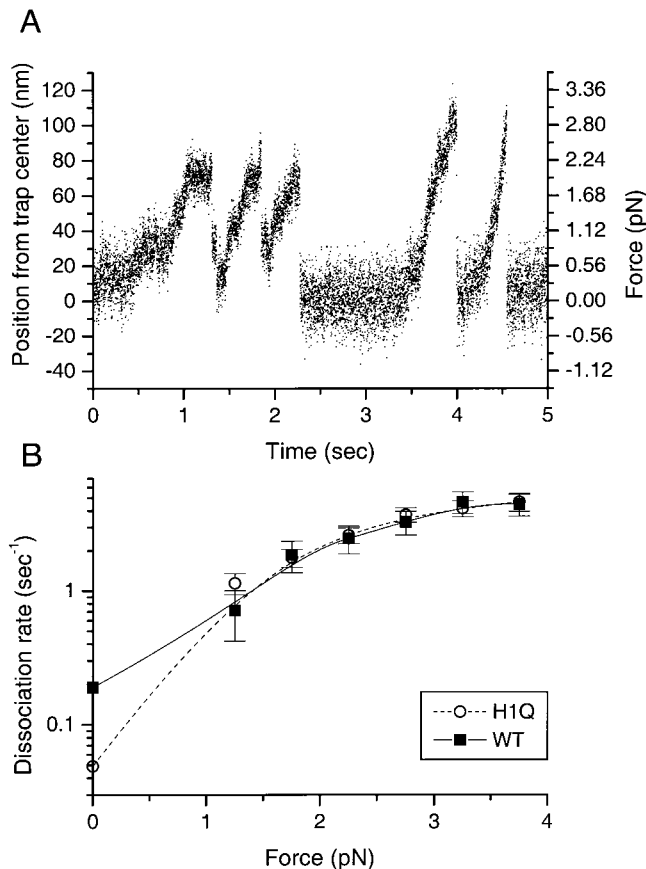 A
Position from trap center (nm)
120
100
80
60
40
20
0
-20
-40
3.36
2.80
2.24
1.68
1.12
0.56
0.00
-0.56
-1.12
Force (pN)
0 1 2 3 4 5
Time (sec)
B
Dissociation rate (sec⁻¹)
1
0.1
H1Q
WT
0 1 2 3 4
Force (pN)